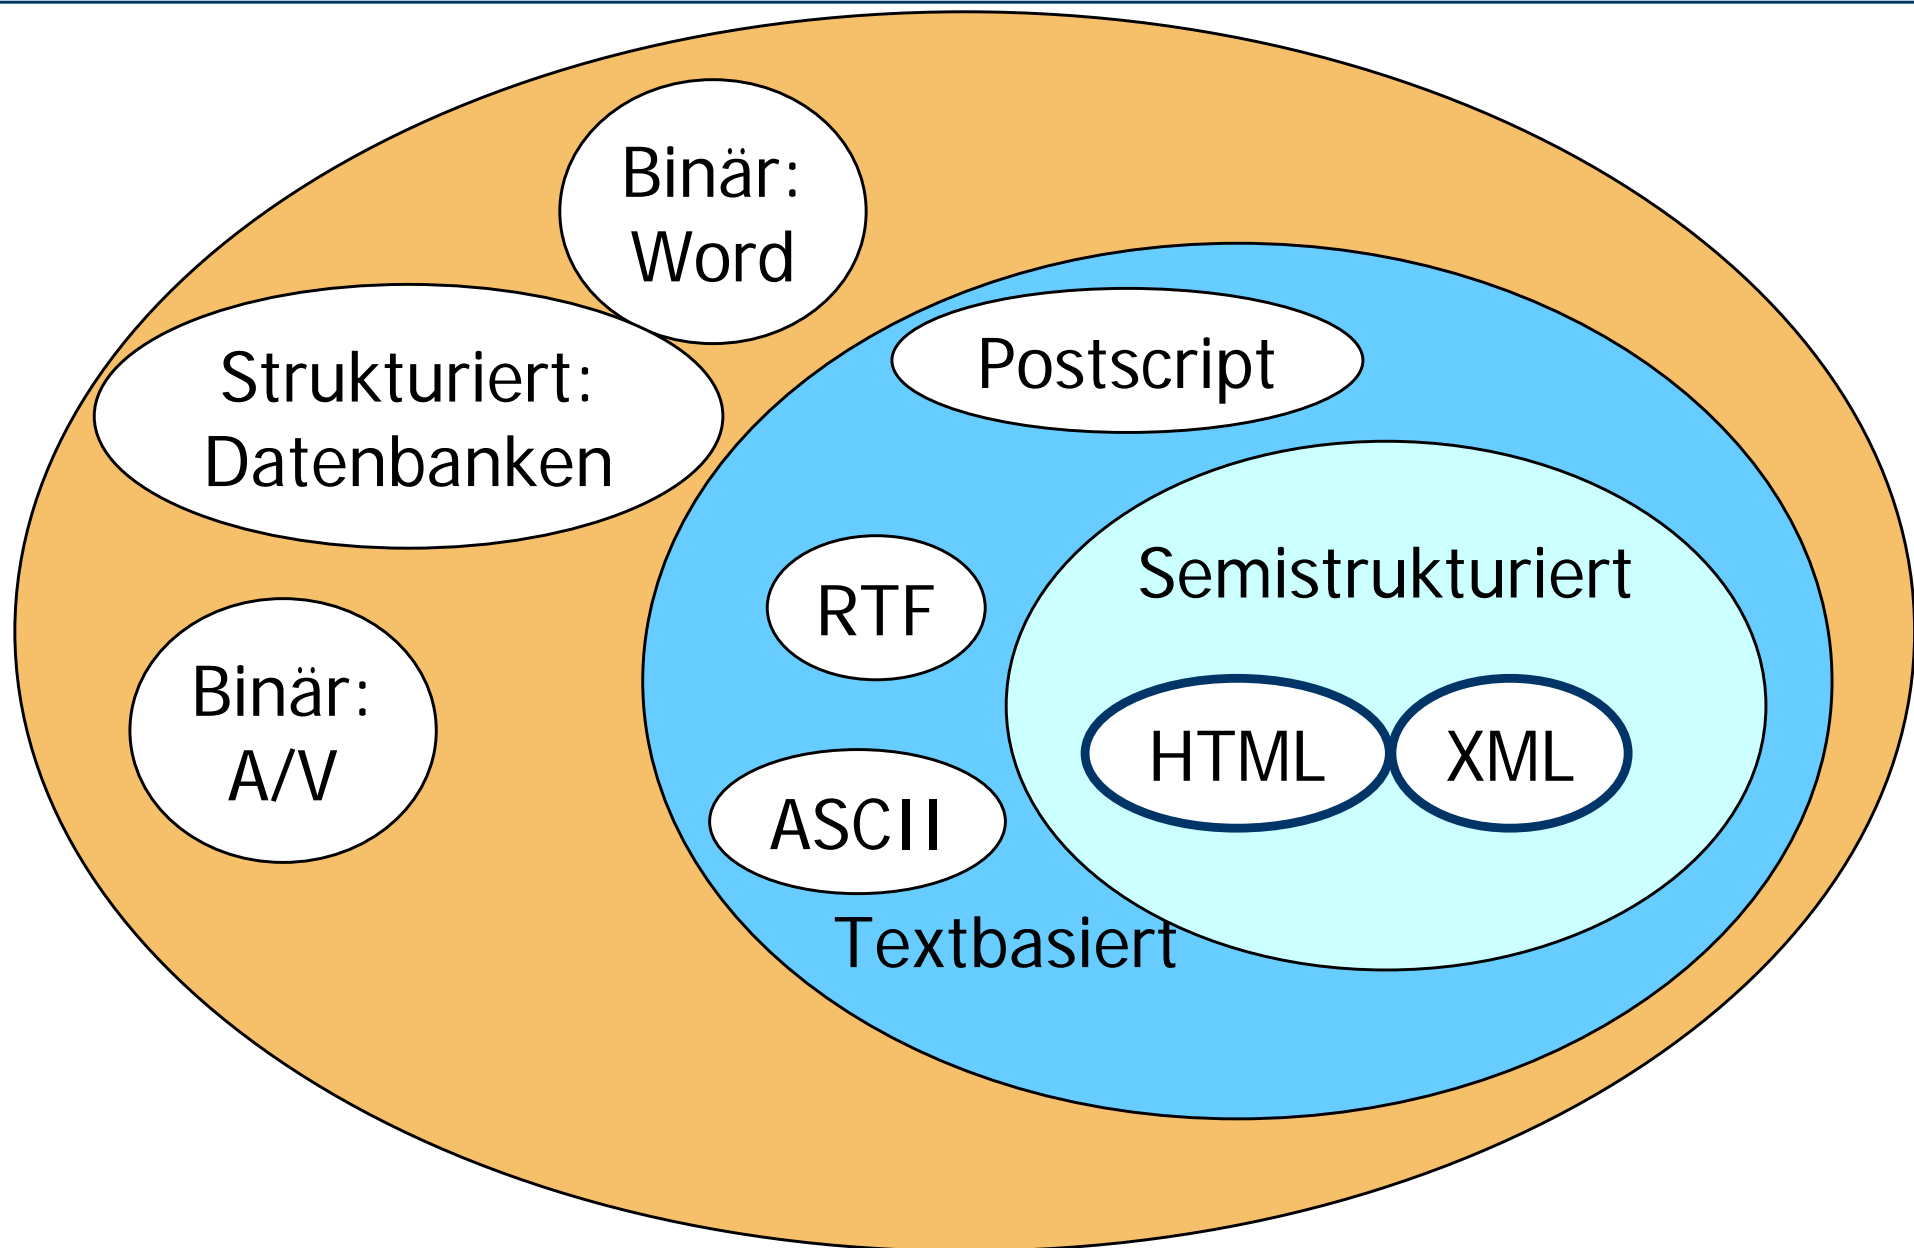 Binär:
Word
Strukturiert:
Datenbanken
Postscript
RTF
Semistrukturiert
Binär:
A/V
HTML
XML
ASCII
Textbasiert